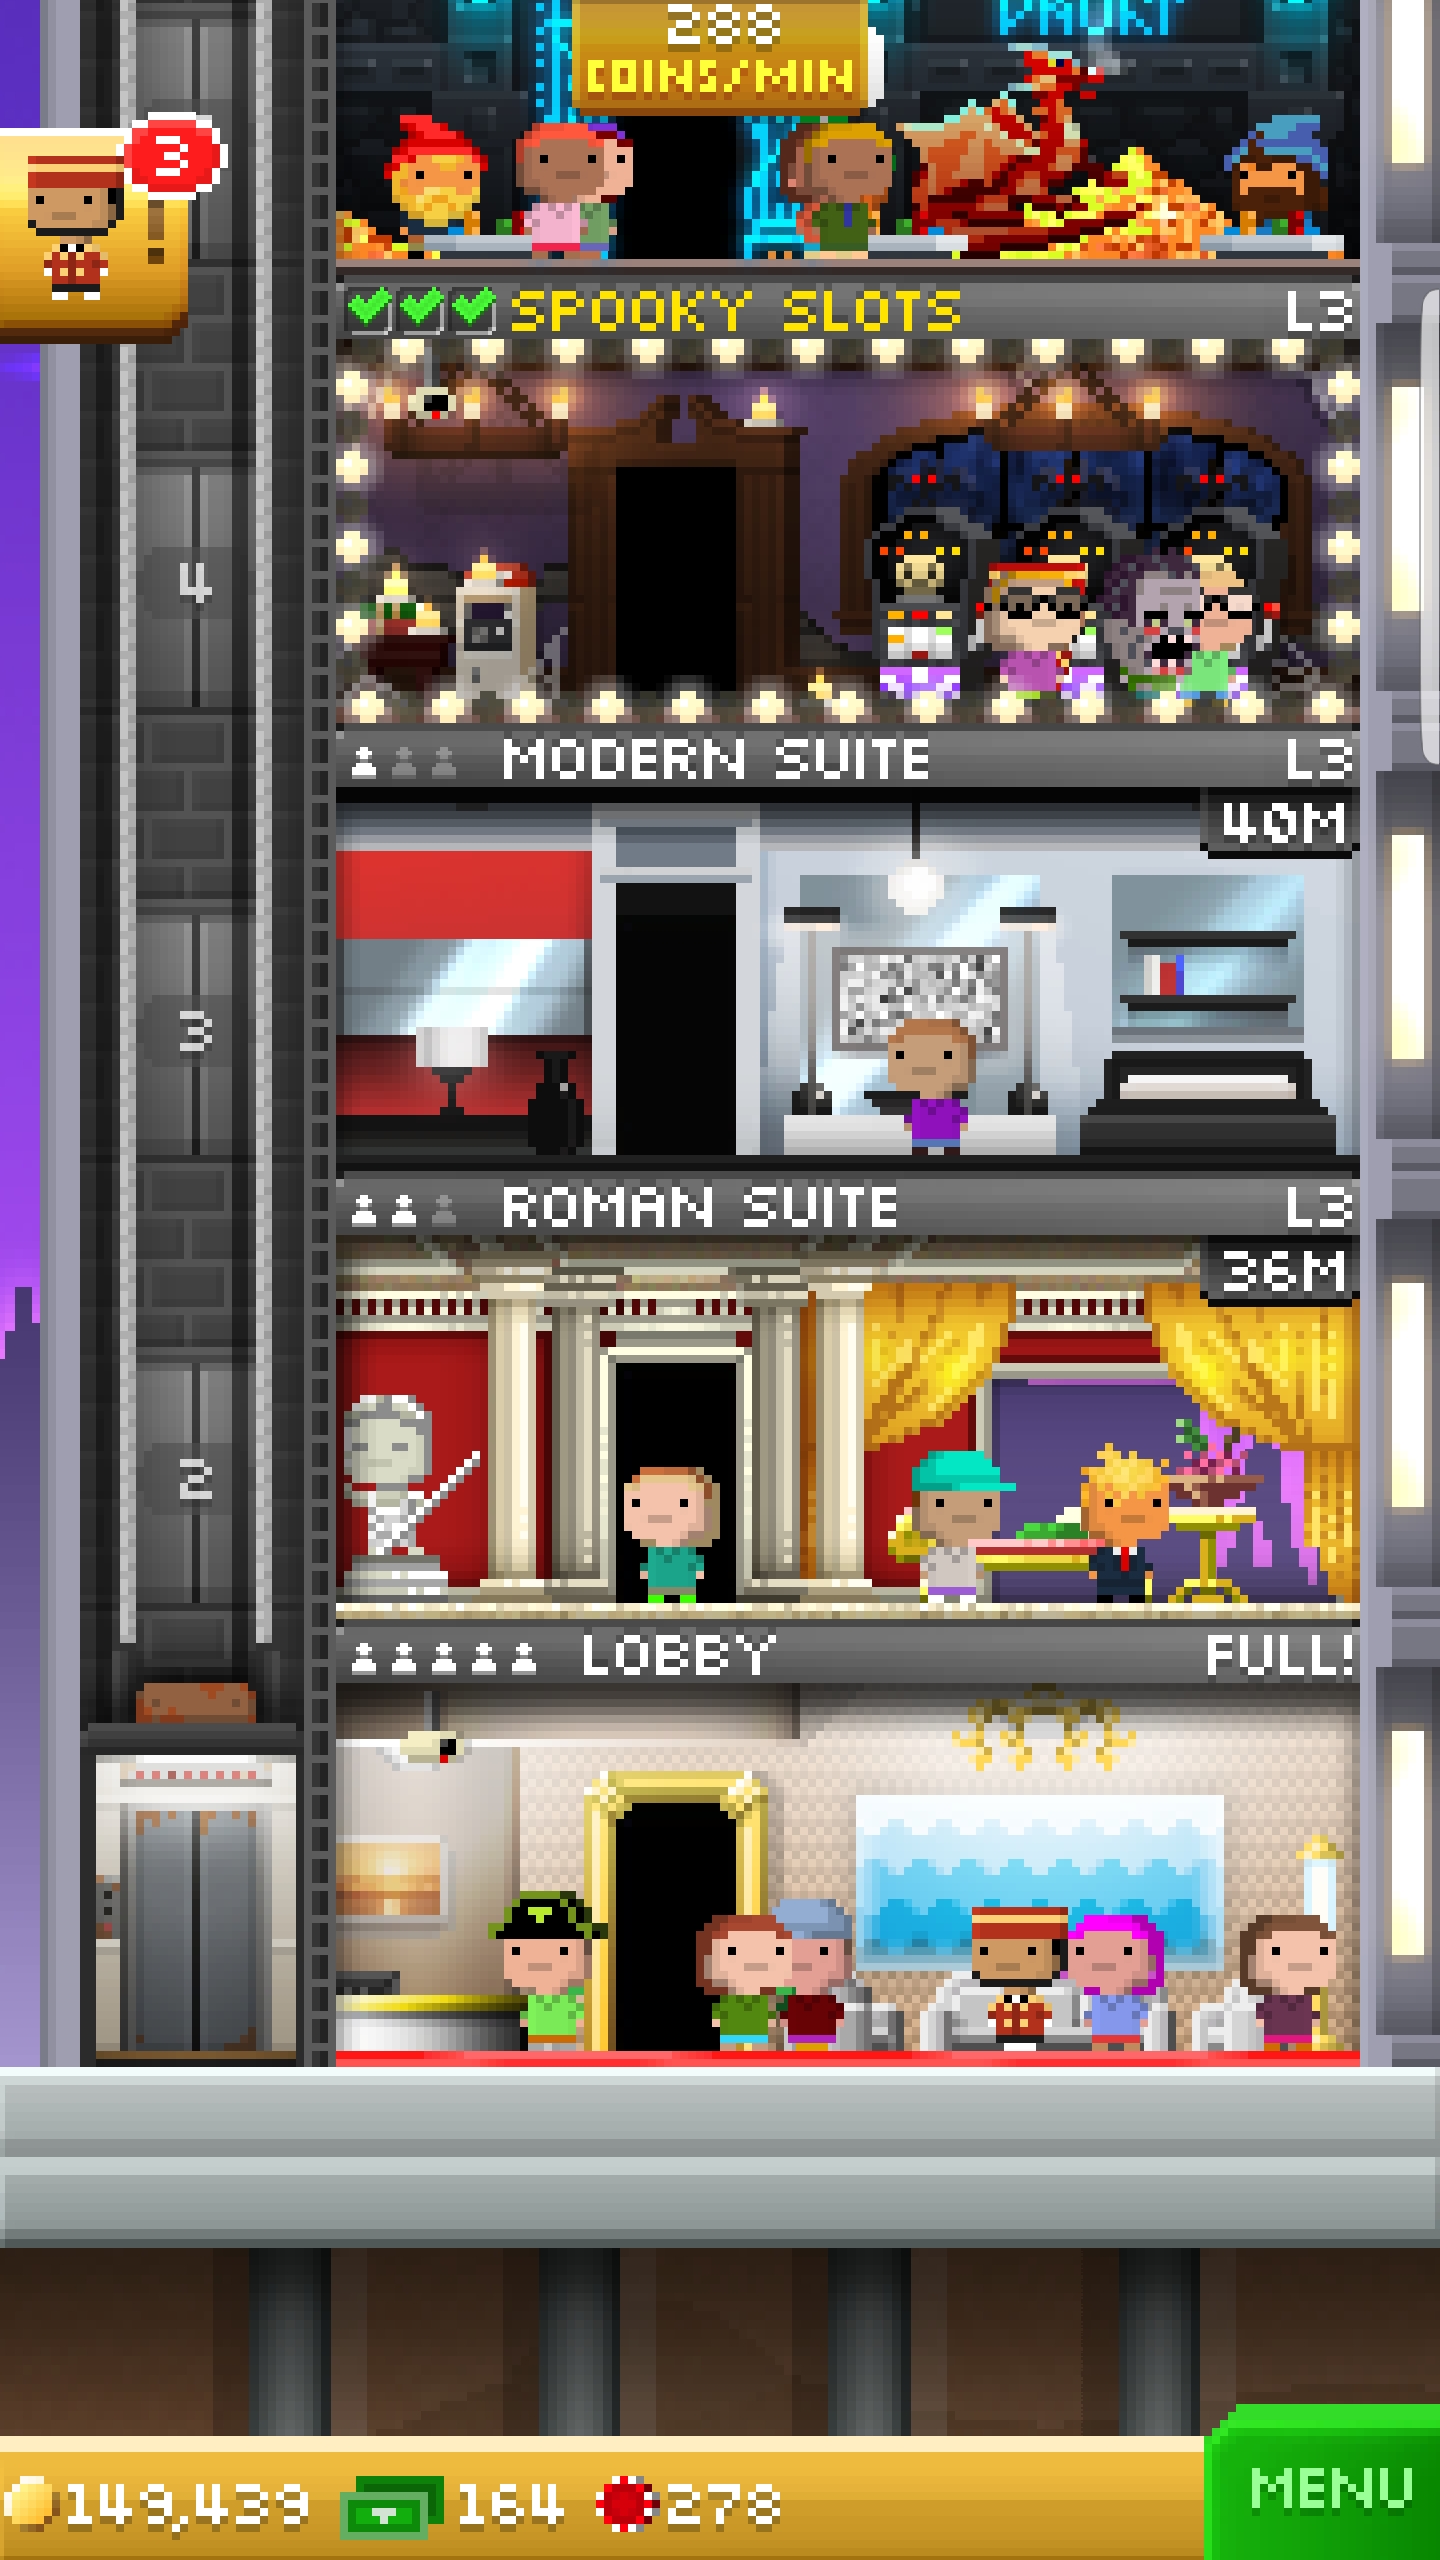 288
COINS/MIN
3
SPOOKY SLOTS L3
4
MODERN SUITE L3
40M
3
ROMAN SUITE L3
36M
2
LOBBY FULL!
149,439 164 278
MENU